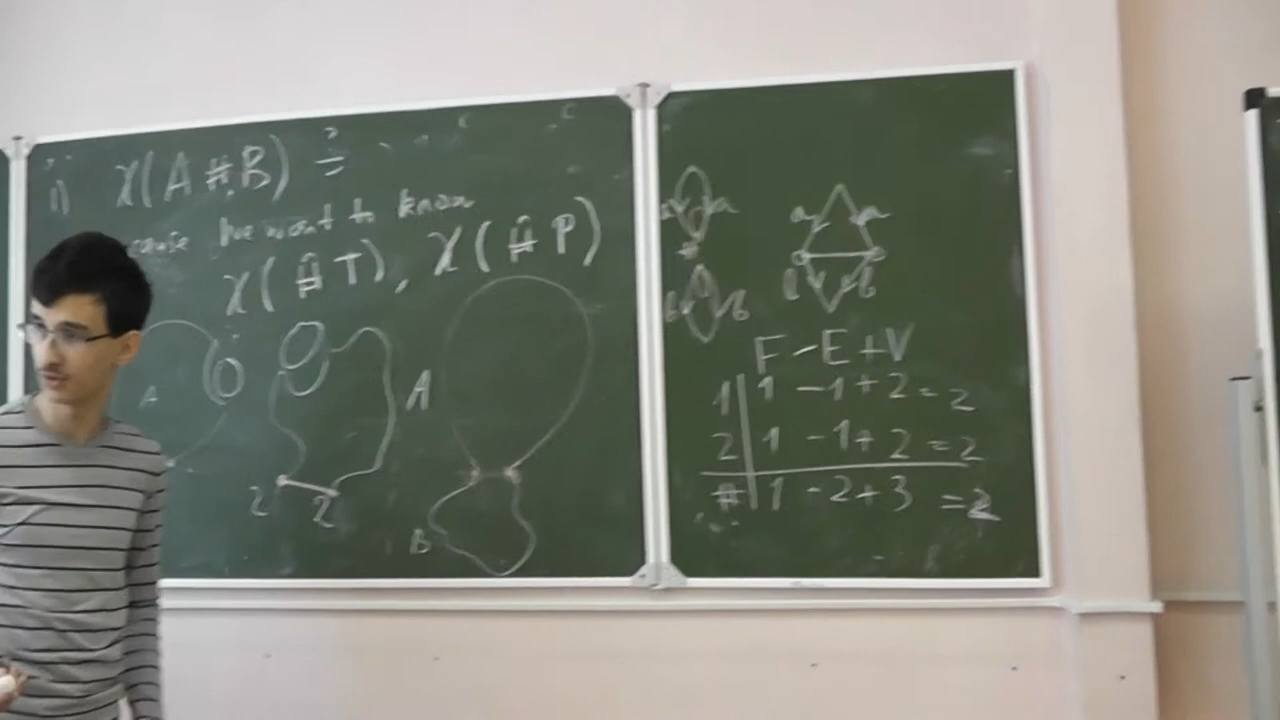 1) χ(A # B) ?=
we want to know
χ(# T), χ(# P)
A
A
2 2
B
a a
#
b b
a a
b b
F - E + V
1 | 1 - 1 + 2 = 2
2 | 1 - 1 + 2 = 2
# | 1 - 2 + 3 = 2